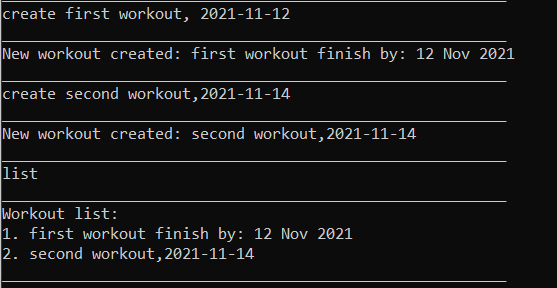 create first workout, 2021-11-12
New workout created: first workout finish by: 12 Nov 2021
create second workout,2021-11-14
New workout created: second workout,2021-11-14
list
Workout list:
1. first workout finish by: 12 Nov 2021
2. second workout,2021-11-14